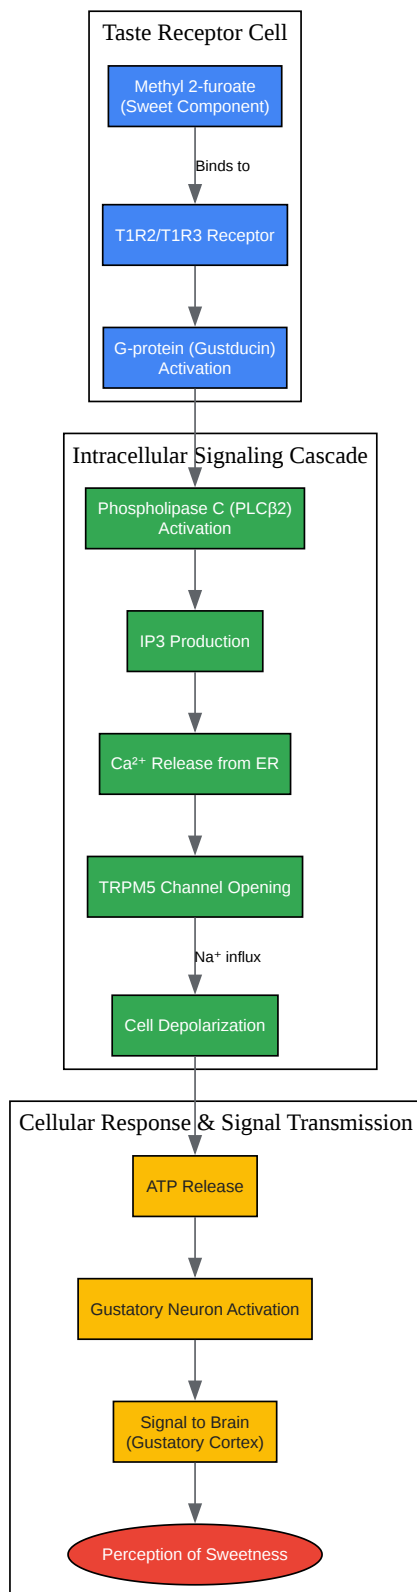 Taste Receptor Cell
Methyl 2-furoate
(Sweet Component)
Binds to
T1R2/T1R3 Receptor
G-protein (Gustducin)
Activation
Intracellular Signaling Cascade
Phospholipase C (PLCβ2)
Activation
IP3 Production
Ca²⁺ Release from ER
TRPM5 Channel Opening
Na⁺ influx
Cell Depolarization
Cellular Response & Signal Transmission
ATP Release
Gustatory Neuron Activation
Signal to Brain
(Gustatory Cortex)
Perception of Sweetness